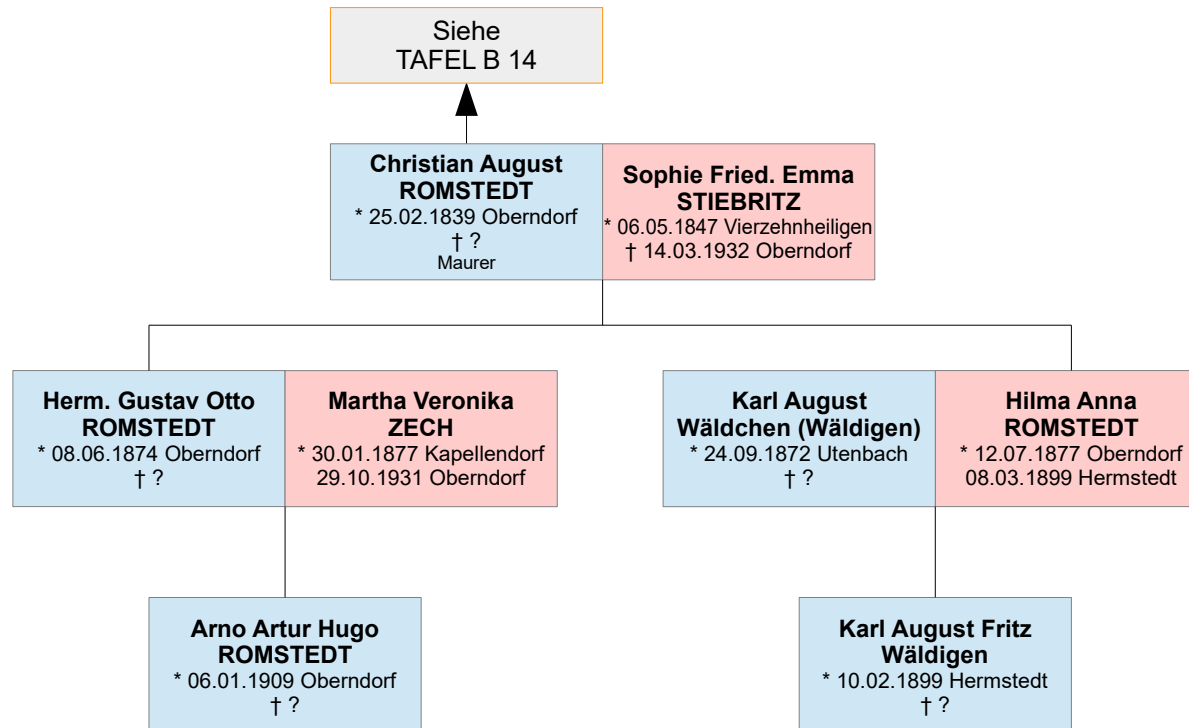 Siehe
TAFEL B 14
Christian August
ROMSTEDT
* 25.02.1839 Oberndorf
† ?
Maurer
Sophie Fried. Emma
STIEBRITZ
* 06.05.1847 Vierzehnheiligen
† 14.03.1932 Oberndorf
Herm. Gustav Otto
ROMSTEDT
* 08.06.1874 Oberndorf
† ?
Martha Veronika
ZECH
* 30.01.1877 Kapellendorf
29.10.1931 Oberndorf
Karl August
Wäldchen (Wäldigen)
* 24.09.1872 Utenbach
† ?
Hilma Anna
ROMSTEDT
* 12.07.1877 Oberndorf
08.03.1899 Hermstedt
Arno Artur Hugo
ROMSTEDT
* 06.01.1909 Oberndorf
† ?
Karl August Fritz
Wäldigen
* 10.02.1899 Hermstedt
† ?